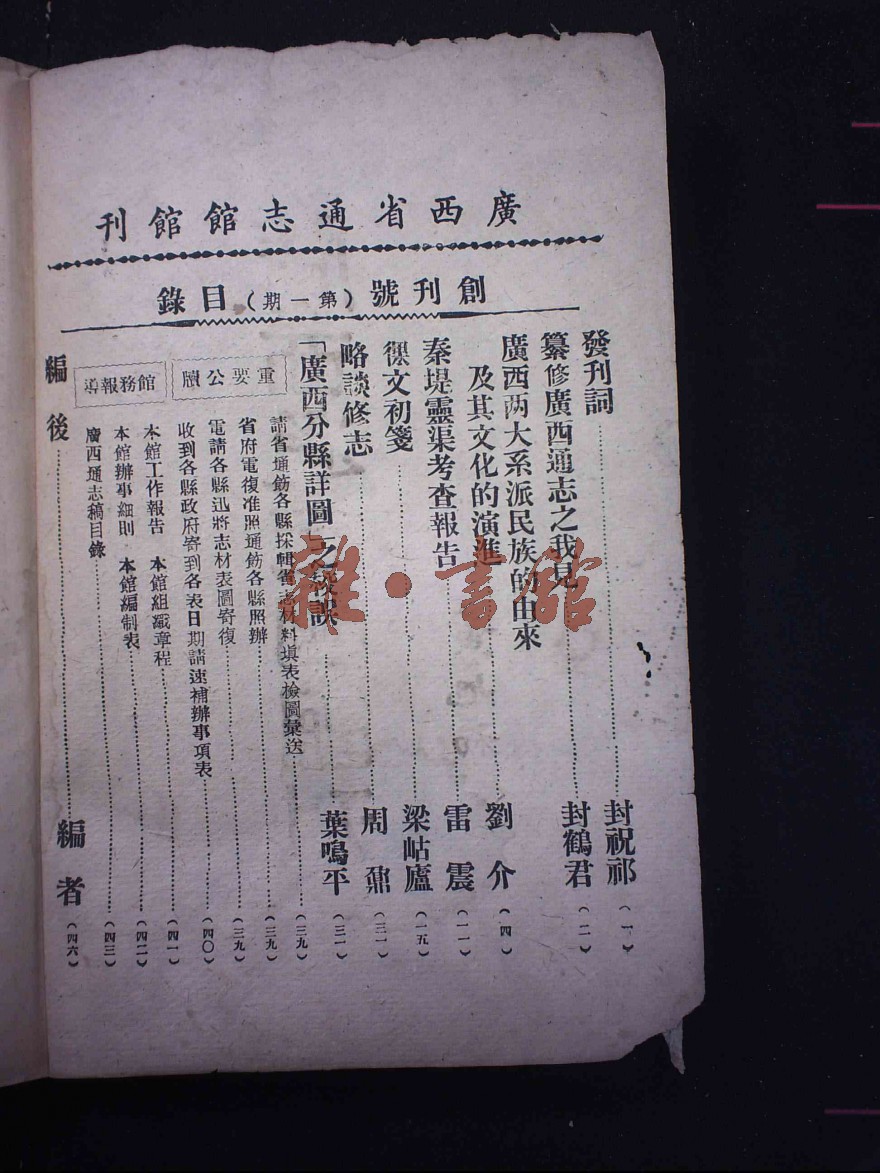 廣西省通志館館刊
創刊號（第一期）目錄
發刊詞……封祝祁（一）
纂修廣西通志之我見……封鶴君（二）
廣西两大系派民族的由來
及其文化的演進……劉介（四）
秦堤靈渠考查報告……雷震（一一）
徲文初箋……梁岵廬（一五）
略談修志……周鼐（三一）
「廣西分縣詳圖」之錯誤……葉鳴平（三一）
重要公牘
請省通飭各縣採輯省志材料填表檢圖彙送……（三九）
省府電復准照通飭各縣照辦……（三九）
電請各縣迅將志材表圖寄復……（三九）
收到各縣政府寄到各表日期請速補辦事項表……（四〇）
館務報導
本館工作報告 本館組織章程……（四一）
本館辦事細則 本館編制表……（四二）
廣西通志稿目錄……（四三）
編後……編者（四六）
雜·書館